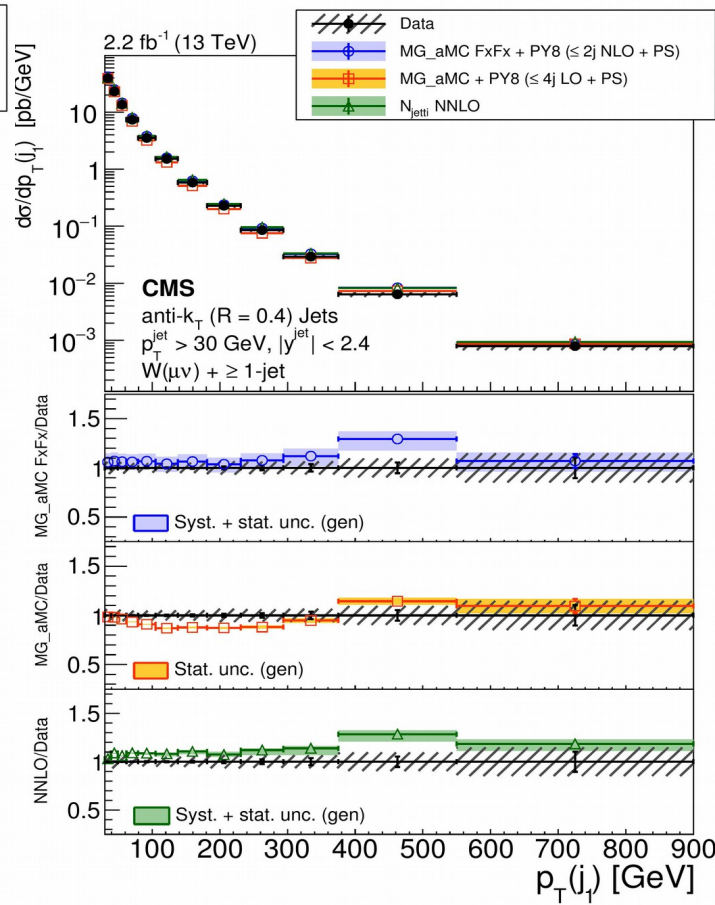 Data
MG_aMC FxFx + PY8 (≤ 2j NLO + PS)
MG_aMC + PY8 (≤ 4j LO + PS)
N_jetti NNLO
2.2 fb⁻¹ (13 TeV)
dσ/dp_T(j_1) [pb/GeV]
10
1
10⁻¹
10⁻²
10⁻³
CMS
anti-k_T (R = 0.4) Jets
p_T^jet > 30 GeV, |y^jet| < 2.4
W(μν) + ≥ 1-jet
MG_aMC FxFx/Data
1.5
1
0.5
Syst. + stat. unc. (gen)
MG_aMC/Data
1.5
1
0.5
Stat. unc. (gen)
NNLO/Data
1.5
1
0.5
Syst. + stat. unc. (gen)
100 200 300 400 500 600 700 800 900
p_T(j_1) [GeV]